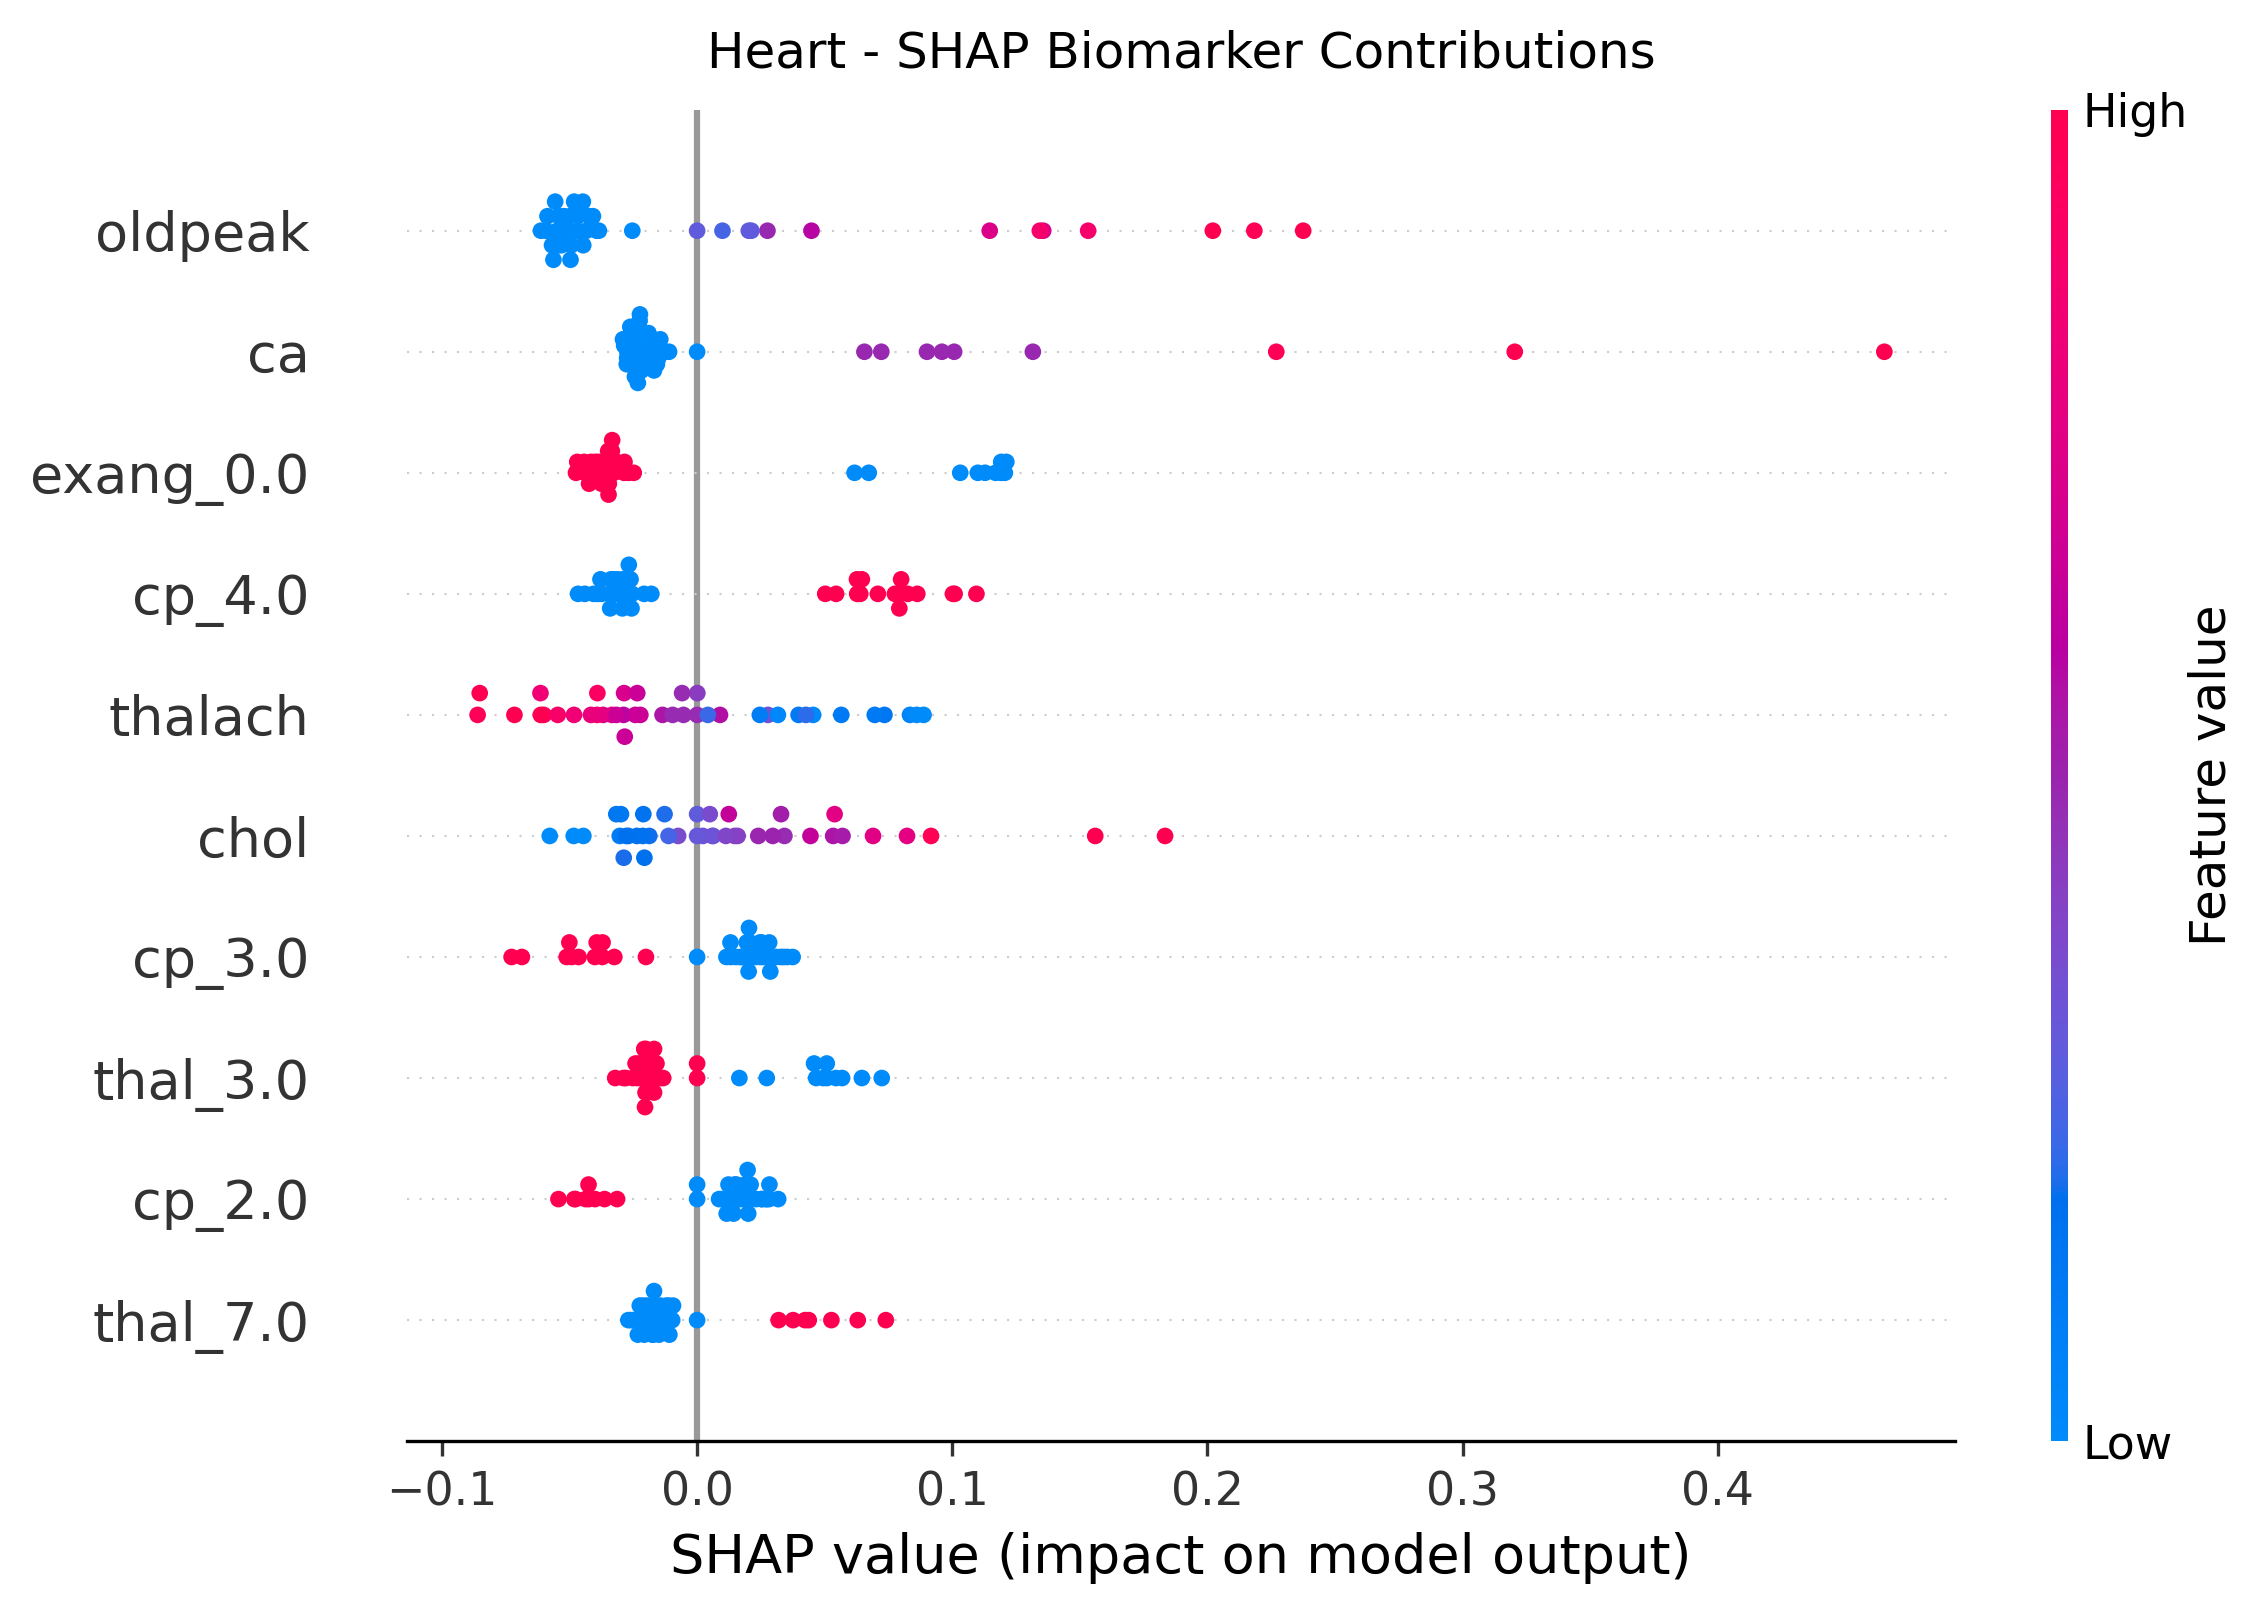 Heart - SHAP Biomarker Contributions
High
oldpeak
ca
exang_0.0
cp_4.0
thalach
chol
cp_3.0
thal_3.0
cp_2.0
thal_7.0
Feature value
Low
−0.1 0.0 0.1 0.2 0.3 0.4
SHAP value (impact on model output)